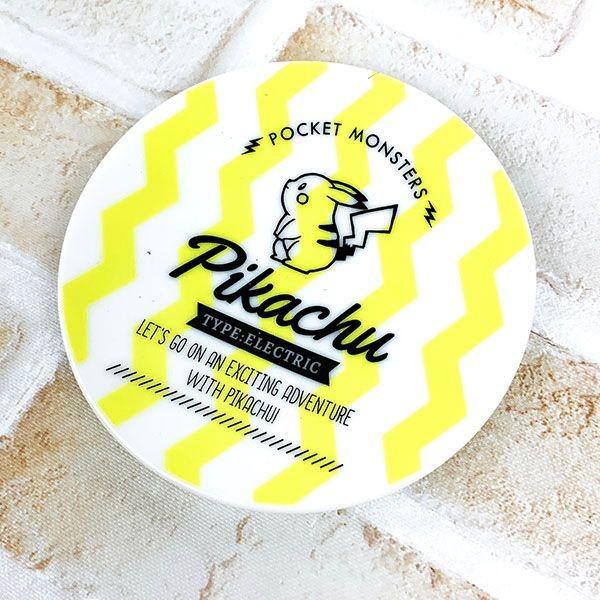 POCKET MONSTERS
Pikachu
TYPE:ELECTRIC
LET'S GO ON AN EXCITING ADVENTURE
WITH PIKACHU!